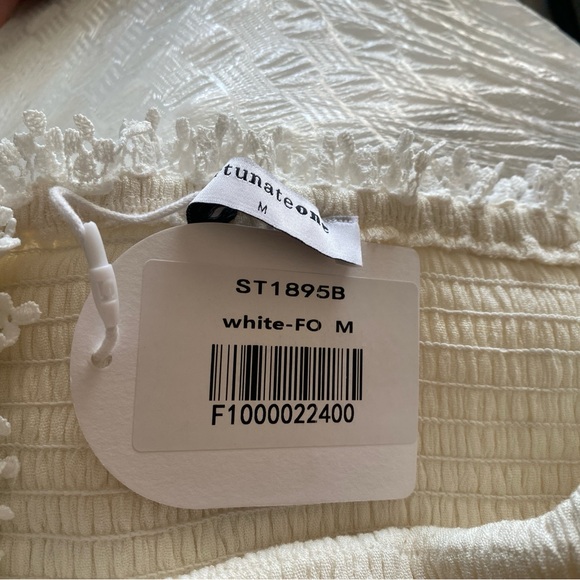 tunateone
M
ST1895B
white-FO M
F1000022400